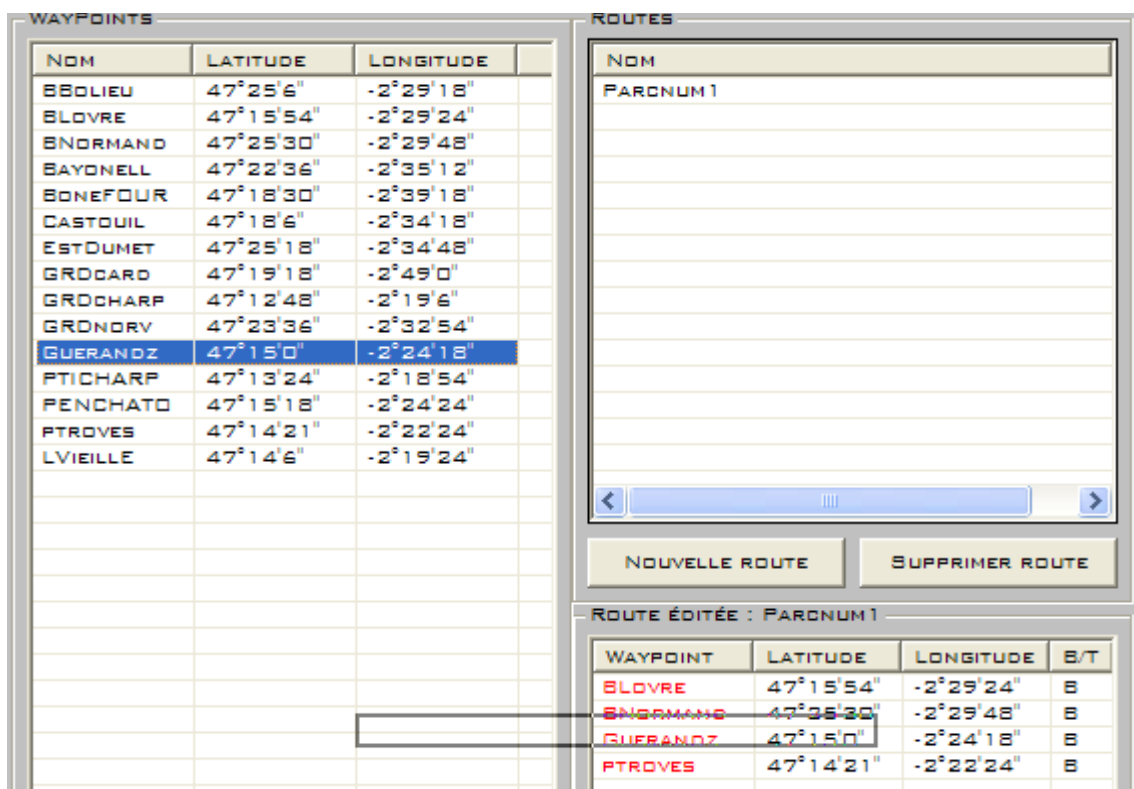 WayPoints
Nom Latitude Longitude
BBolieu 47°25'6" -2°29'18"
BLovre 47°15'54" -2°29'24"
BNormand 47°25'30" -2°29'48"
Bayonell 47°22'36" -2°35'12"
BoneFOUR 47°18'30" -2°39'18"
Castouil 47°18'6" -2°34'18"
EstDumet 47°25'18" -2°34'48"
GRDcard 47°19'18" -2°49'0"
GRDcharp 47°12'48" -2°19'6"
GRDnorv 47°23'36" -2°32'54"
Guerandz 47°15'0" -2°24'18"
PTICHARP 47°13'24" -2°18'54"
PENCHATO 47°15'18" -2°24'24"
ptroves 47°14'21" -2°22'24"
LVieillE 47°14'6" -2°19'24"
Routes
Nom
Parcnum1
Nouvelle route Supprimer route
Route éditée : Parcnum1
Waypoint Latitude Longitude B/T
BLovre 47°15'54" -2°29'24" B
BNormand 47°25'30" -2°29'48" B
Guerandz 47°15'0" -2°24'18" B
ptroves 47°14'21" -2°22'24" B